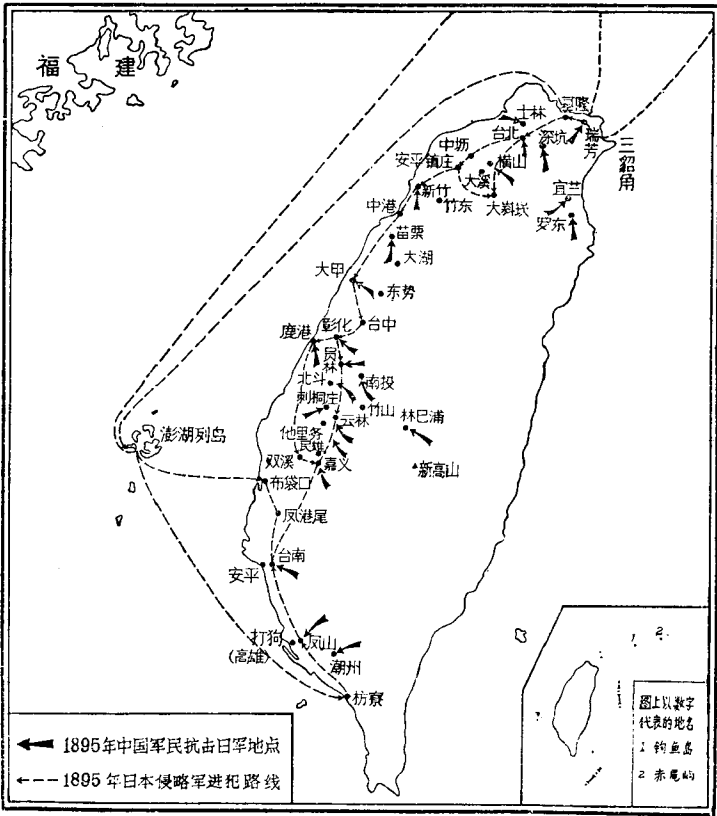 福建
士林
基隆
瑞芳
三貂角
台北
深坑
中坜
安平镇庄
横山
大溪
大嵙崁
宜兰
安东
新竹
竹东
中港
苗栗
大湖
大甲
东势
台中
鹿港
彰化
员林
北斗
南投
刺桐庄
竹山
云林
林圮浦
他里务
民雄
双溪
嘉义
新高山
澎湖列岛
布袋口
凤港尾
台南
安平
打狗
(高雄)
凤山
潮州
枋寮
1895年中国军民抗击日军地点
1895年日本侵略军进犯路线
1
2
图上以数字
代表的地名
1 钓鱼岛
2 赤尾屿